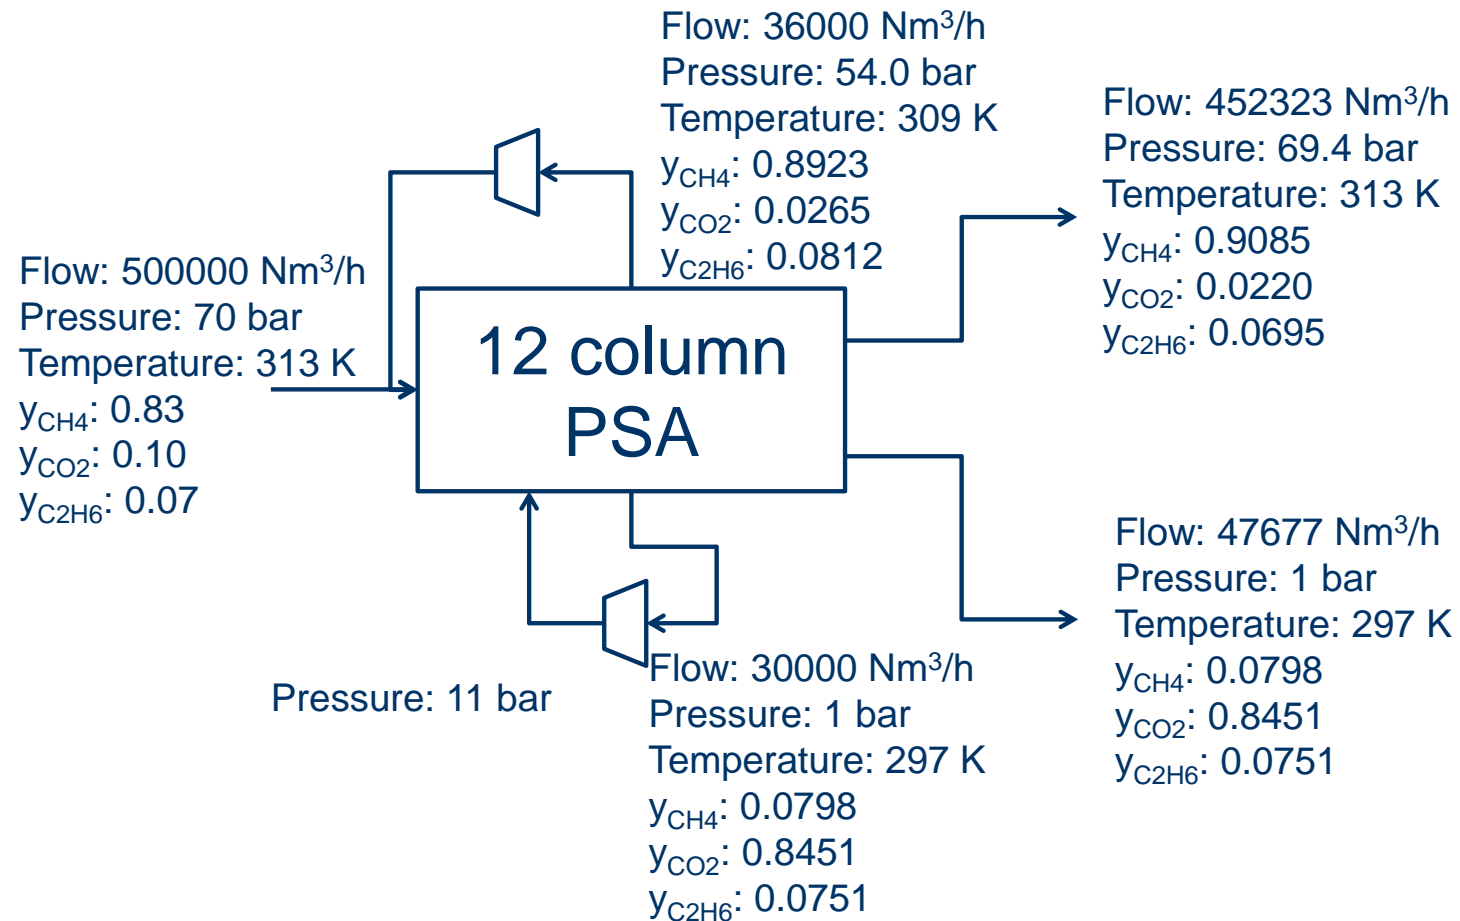 Flow: 36000 Nm³/h
Pressure: 54.0 bar
Temperature: 309 K
yCH4: 0.8923
yCO2: 0.0265
yC2H6: 0.0812
Flow: 452323 Nm³/h
Pressure: 69.4 bar
Temperature: 313 K
yCH4: 0.9085
yCO2: 0.0220
yC2H6: 0.0695
Flow: 500000 Nm³/h
Pressure: 70 bar
Temperature: 313 K
yCH4: 0.83
yCO2: 0.10
yC2H6: 0.07
12 column
PSA
Flow: 47677 Nm³/h
Pressure: 1 bar
Temperature: 297 K
yCH4: 0.0798
yCO2: 0.8451
yC2H6: 0.0751
Pressure: 11 bar
Flow: 30000 Nm³/h
Pressure: 1 bar
Temperature: 297 K
yCH4: 0.0798
yCO2: 0.8451
yC2H6: 0.0751